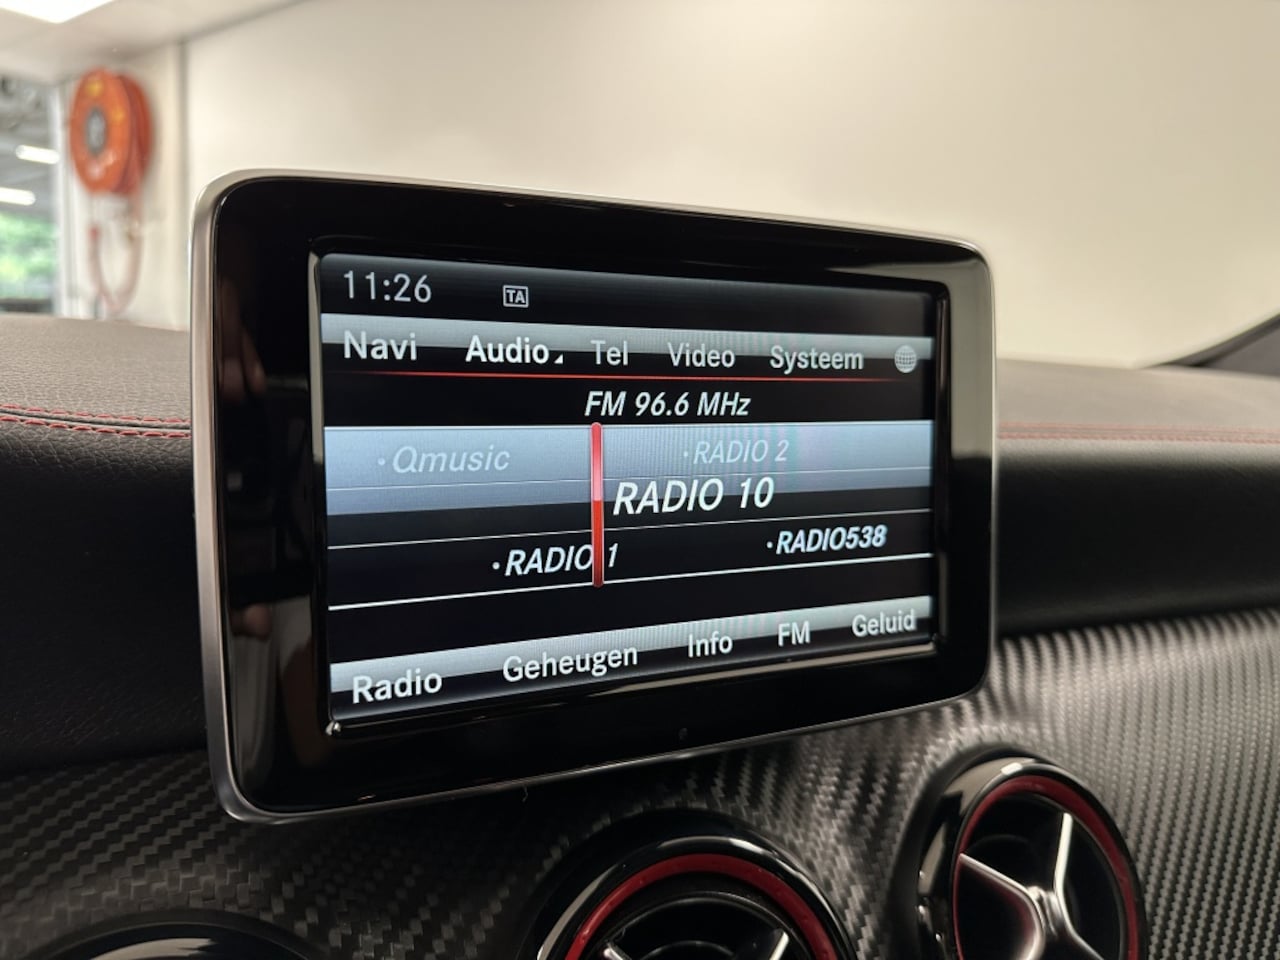 11:26 TA
Navi Audio Tel Video Systeem
FM 96.6 MHz
·Qmusic ·RADIO 2
RADIO 10
·RADIO 1 ·RADIO538
Radio Geheugen Info FM Geluid